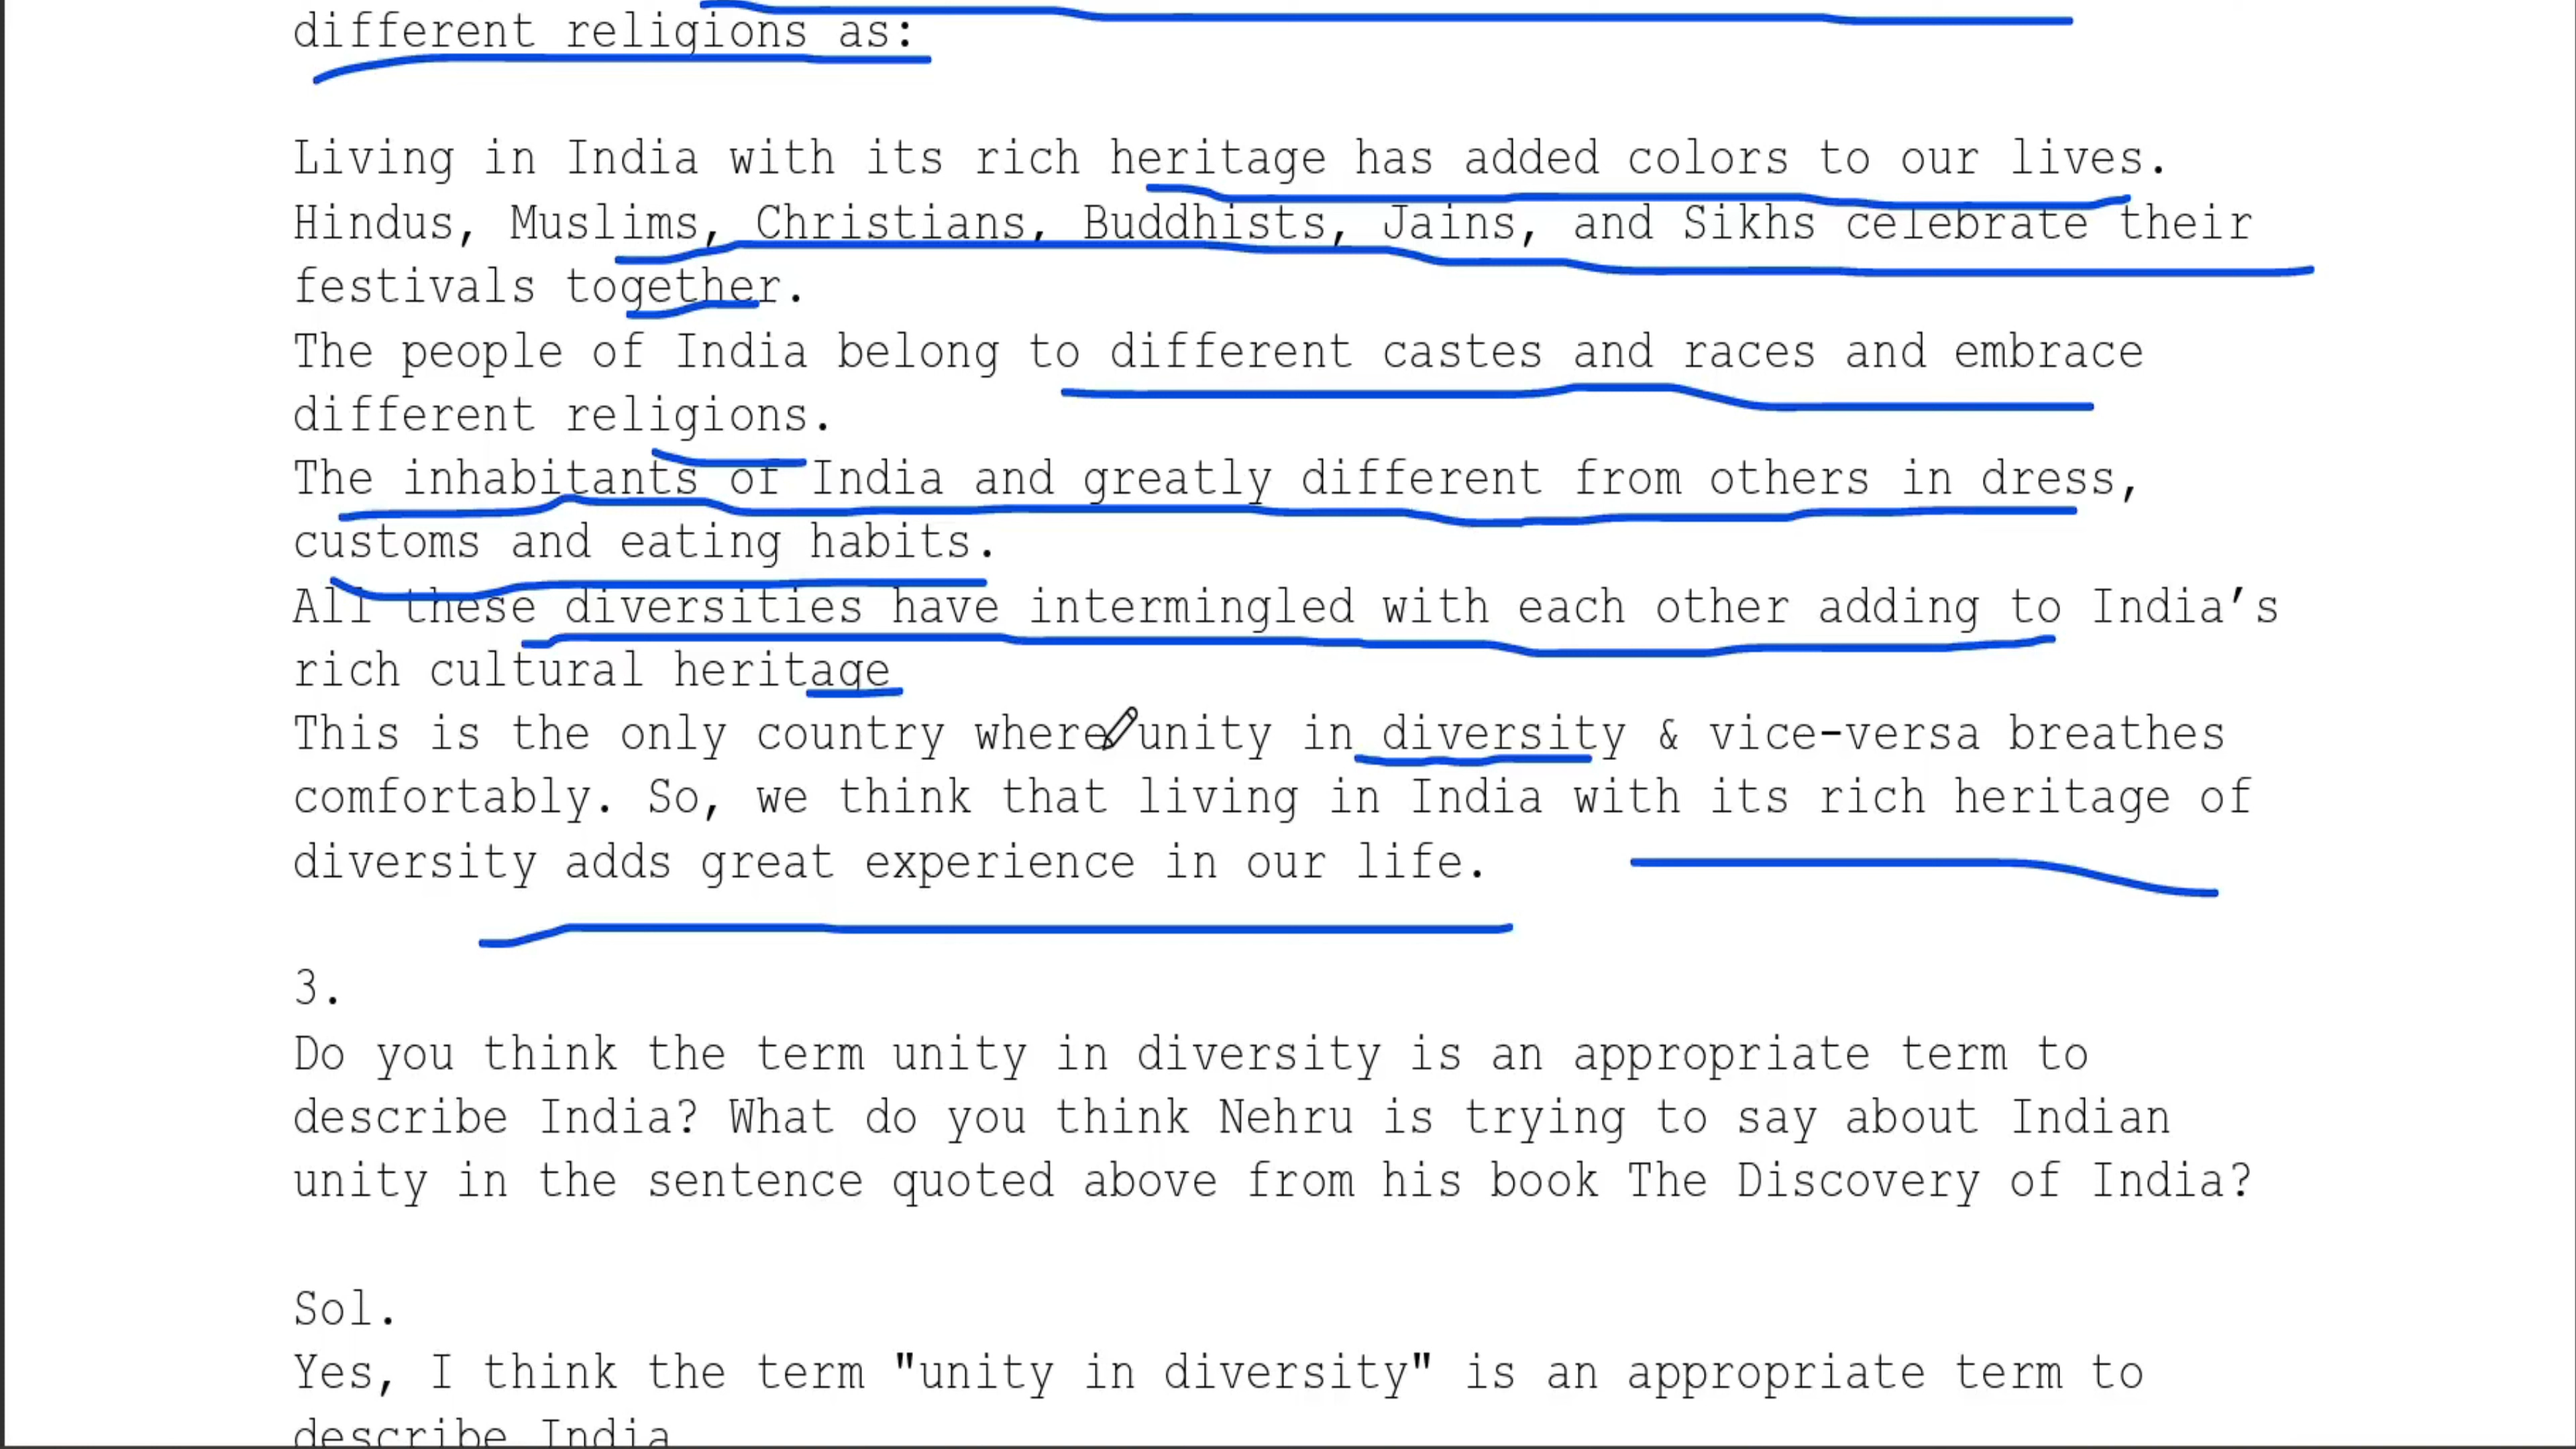 different religions as:
Living in India with its rich heritage has added colors to our lives.
Hindus, Muslims, Christians, Buddhists, Jains, and Sikhs celebrate their
festivals together.
The people of India belong to different castes and races and embrace
different religions.
The inhabitants of India and greatly different from others in dress,
customs and eating habits.
All these diversities have intermingled with each other adding to India’s
rich cultural heritage
This is the only country where unity in diversity & vice-versa breathes
comfortably. So, we think that living in India with its rich heritage of
diversity adds great experience in our life.
3.
Do you think the term unity in diversity is an appropriate term to
describe India? What do you think Nehru is trying to say about Indian
unity in the sentence quoted above from his book The Discovery of India?
Sol.
Yes, I think the term "unity in diversity" is an appropriate term to
describe India